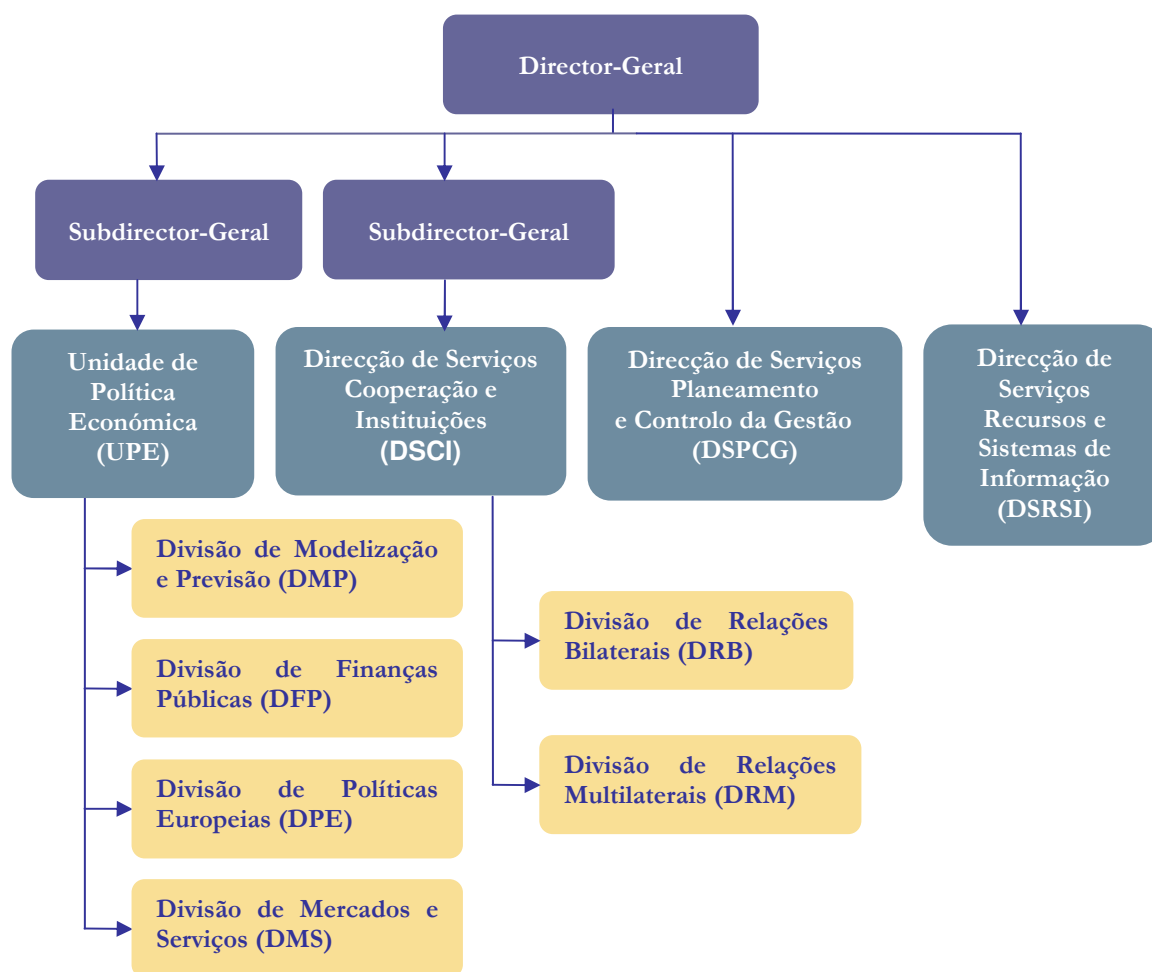 Director-Geral
Subdirector-Geral
Subdirector-Geral
Unidade de
Política
Económica
(UPE)
Direcção de Serviços
Cooperação e
Instituições
(DSCI)
Direcção de Serviços
Planeamento
e Controlo da Gestão
(DSPCG)
Direcção de
Serviços
Recursos e
Sistemas de
Informação
(DSRSI)
Divisão de Modelização
e Previsão (DMP)
Divisão de Finanças
Públicas (DFP)
Divisão de Políticas
Europeias (DPE)
Divisão de Mercados e
Serviços (DMS)
Divisão de Relações
Bilaterais (DRB)
Divisão de Relações
Multilaterais (DRM)